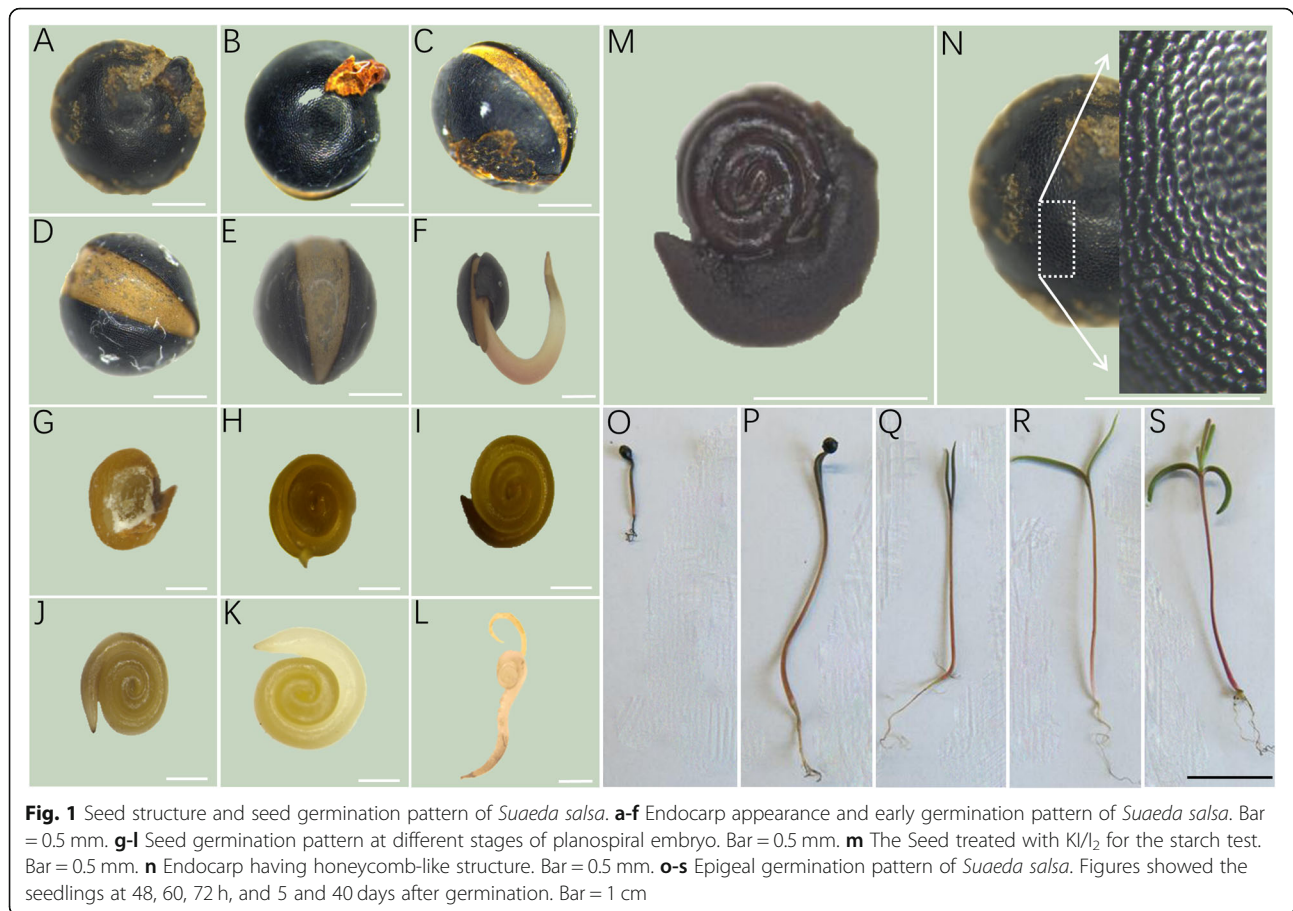 A
B
C
M
N
D
E
F
G
H
I
O
P
Q
R
S
J
K
L
Fig. 1 Seed structure and seed germination pattern of Suaeda salsa. a-f Endocarp appearance and early germination pattern of Suaeda salsa. Bar
= 0.5 mm. g-l Seed germination pattern at different stages of planospiral embryo. Bar = 0.5 mm. m The Seed treated with KI/I₂ for the starch test.
Bar = 0.5 mm. n Endocarp having honeycomb-like structure. Bar = 0.5 mm. o-s Epigeal germination pattern of Suaeda salsa. Figures showed the
seedlings at 48, 60, 72 h, and 5 and 40 days after germination. Bar = 1 cm